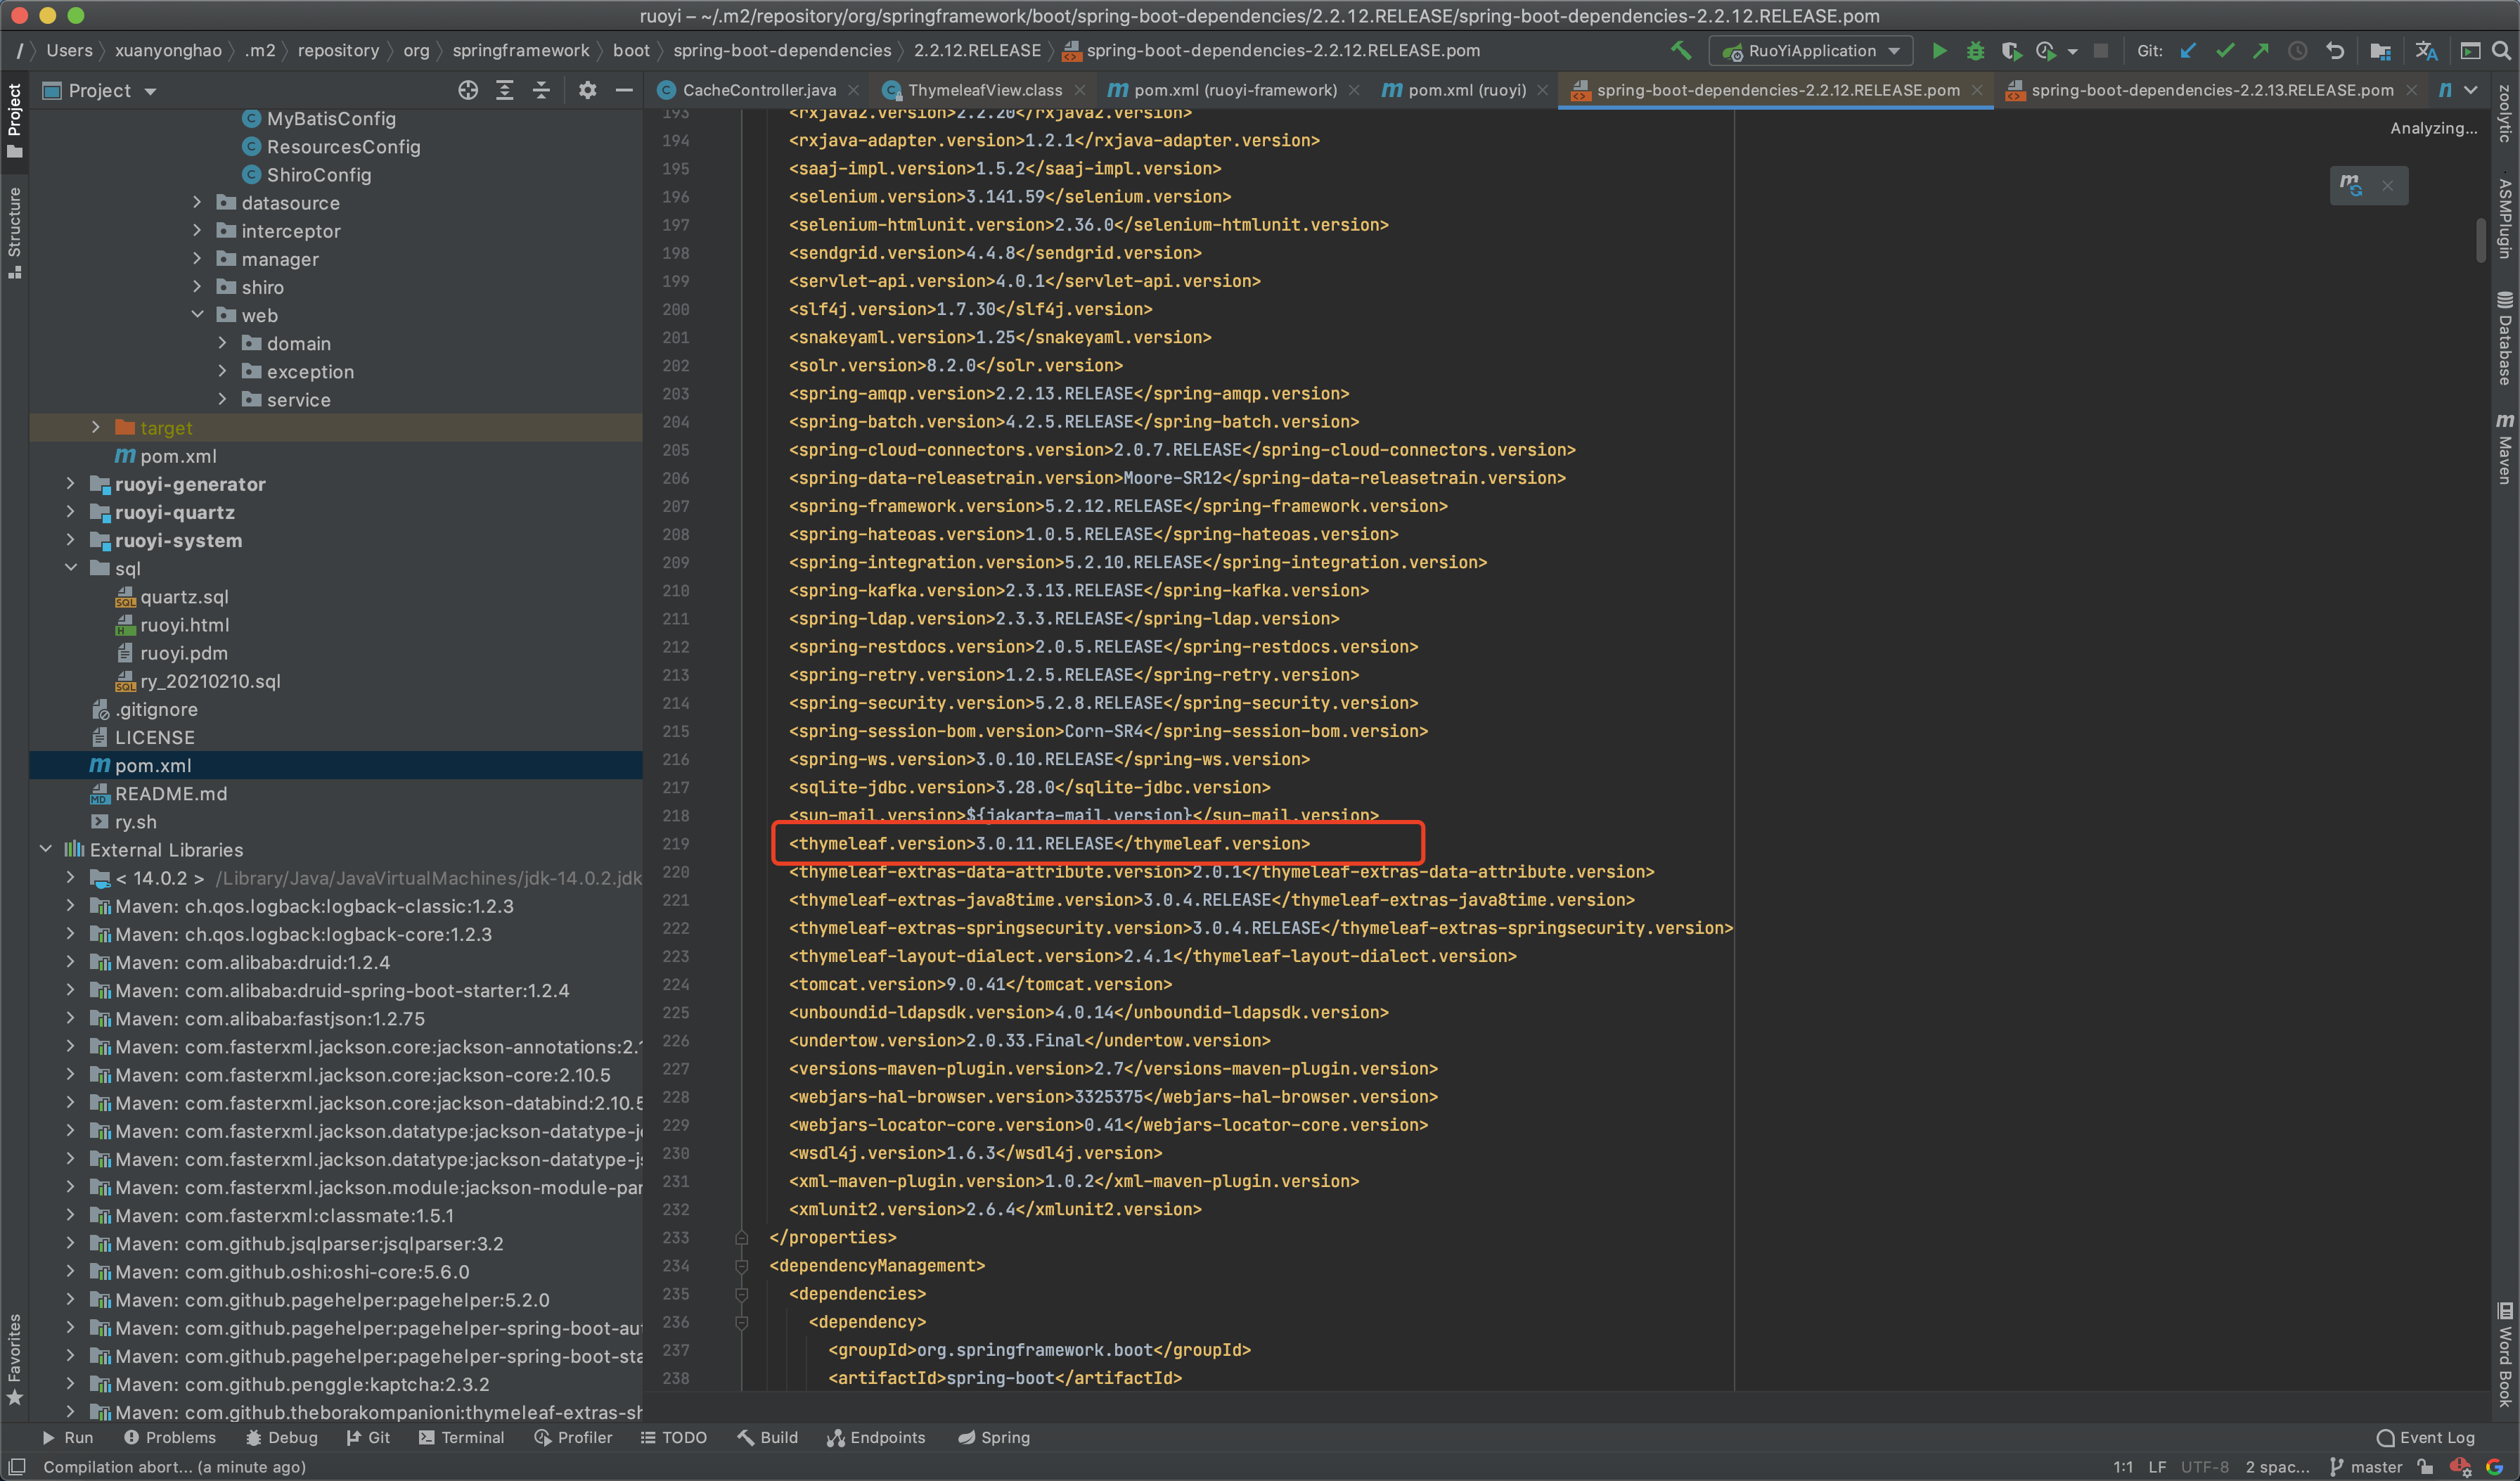 ruoyi – ~/.m2/repository/org/springframework/boot/spring-boot-dependencies/2.2.12.RELEASE/spring-boot-dependencies-2.2.12.RELEASE.pom
/ Users xuanyonghao .m2 repository org springframework boot spring-boot-dependencies 2.2.12.RELEASE spring-boot-dependencies-2.2.12.RELEASE.pom RuoYiApplication Git:
Project
CacheController.java ThymeleafView.class pom.xml (ruoyi-framework) pom.xml (ruoyi) spring-boot-dependencies-2.2.12.RELEASE.pom spring-boot-dependencies-2.2.13.RELEASE.pom
Analyzing...
Project
Structure
Favorites
MyBatisConfig
ResourcesConfig
ShiroConfig
datasource
interceptor
manager
shiro
web
domain
exception
service
target
pom.xml
ruoyi-generator
ruoyi-quartz
ruoyi-system
sql
quartz.sql
ruoyi.html
ruoyi.pdm
ry_20210210.sql
.gitignore
LICENSE
pom.xml
README.md
ry.sh
External Libraries
< 14.0.2 > /Library/Java/JavaVirtualMachines/jdk-14.0.2.jdk
Maven: ch.qos.logback:logback-classic:1.2.3
Maven: ch.qos.logback:logback-core:1.2.3
Maven: com.alibaba:druid:1.2.4
Maven: com.alibaba:druid-spring-boot-starter:1.2.4
Maven: com.alibaba:fastjson:1.2.75
Maven: com.fasterxml.jackson.core:jackson-annotations:2.1
Maven: com.fasterxml.jackson.core:jackson-core:2.10.5
Maven: com.fasterxml.jackson.core:jackson-databind:2.10.5
Maven: com.fasterxml.jackson.datatype:jackson-datatype-j
Maven: com.fasterxml.jackson.datatype:jackson-datatype-js
Maven: com.fasterxml.jackson.module:jackson-module-par
Maven: com.fasterxml:classmate:1.5.1
Maven: com.github.jsqlparser:jsqlparser:3.2
Maven: com.github.oshi:oshi-core:5.6.0
Maven: com.github.pagehelper:pagehelper:5.2.0
Maven: com.github.pagehelper:pagehelper-spring-boot-au
Maven: com.github.pagehelper:pagehelper-spring-boot-sta
Maven: com.github.penggle:kaptcha:2.3.2
Maven: com.github.theborakompanioni:thymeleaf-extras-sh
193 <rxjava2.version>2.2.20</rxjava2.version>
194 <rxjava-adapter.version>1.2.1</rxjava-adapter.version>
195 <saaj-impl.version>1.5.2</saaj-impl.version>
196 <selenium.version>3.141.59</selenium.version>
197 <selenium-htmlunit.version>2.36.0</selenium-htmlunit.version>
198 <sendgrid.version>4.4.8</sendgrid.version>
199 <servlet-api.version>4.0.1</servlet-api.version>
200 <slf4j.version>1.7.30</slf4j.version>
201 <snakeyaml.version>1.25</snakeyaml.version>
202 <solr.version>8.2.0</solr.version>
203 <spring-amqp.version>2.2.13.RELEASE</spring-amqp.version>
204 <spring-batch.version>4.2.5.RELEASE</spring-batch.version>
205 <spring-cloud-connectors.version>2.0.7.RELEASE</spring-cloud-connectors.version>
206 <spring-data-releasetrain.version>Moore-SR12</spring-data-releasetrain.version>
207 <spring-framework.version>5.2.12.RELEASE</spring-framework.version>
208 <spring-hateoas.version>1.0.5.RELEASE</spring-hateoas.version>
209 <spring-integration.version>5.2.10.RELEASE</spring-integration.version>
210 <spring-kafka.version>2.3.13.RELEASE</spring-kafka.version>
211 <spring-ldap.version>2.3.3.RELEASE</spring-ldap.version>
212 <spring-restdocs.version>2.0.5.RELEASE</spring-restdocs.version>
213 <spring-retry.version>1.2.5.RELEASE</spring-retry.version>
214 <spring-security.version>5.2.8.RELEASE</spring-security.version>
215 <spring-session-bom.version>Corn-SR4</spring-session-bom.version>
216 <spring-ws.version>3.0.10.RELEASE</spring-ws.version>
217 <sqlite-jdbc.version>3.28.0</sqlite-jdbc.version>
218 <sun-mail.version>${jakarta-mail.version}</sun-mail.version>
219 <thymeleaf.version>3.0.11.RELEASE</thymeleaf.version>
220 <thymeleaf-extras-data-attribute.version>2.0.1</thymeleaf-extras-data-attribute.version>
221 <thymeleaf-extras-java8time.version>3.0.4.RELEASE</thymeleaf-extras-java8time.version>
222 <thymeleaf-extras-springsecurity.version>3.0.4.RELEASE</thymeleaf-extras-springsecurity.version>
223 <thymeleaf-layout-dialect.version>2.4.1</thymeleaf-layout-dialect.version>
224 <tomcat.version>9.0.41</tomcat.version>
225 <unboundid-ldapsdk.version>4.0.14</unboundid-ldapsdk.version>
226 <undertow.version>2.0.33.Final</undertow.version>
227 <versions-maven-plugin.version>2.7</versions-maven-plugin.version>
228 <webjars-hal-browser.version>3325375</webjars-hal-browser.version>
229 <webjars-locator-core.version>0.41</webjars-locator-core.version>
230 <wsdl4j.version>1.6.3</wsdl4j.version>
231 <xml-maven-plugin.version>1.0.2</xml-maven-plugin.version>
232 <xmlunit2.version>2.6.4</xmlunit2.version>
233 </properties>
234 <dependencyManagement>
235 <dependencies>
236 <dependency>
237 <groupId>org.springframework.boot</groupId>
238 <artifactId>spring-boot</artifactId>
zoolytic
ASMPlugin
Database
Maven
Word Book
Run Problems Debug Git Terminal Profiler TODO Build Endpoints Spring Event Log
Compilation abort... (a minute ago) 1:1 LF UTF-8 2 spac... master